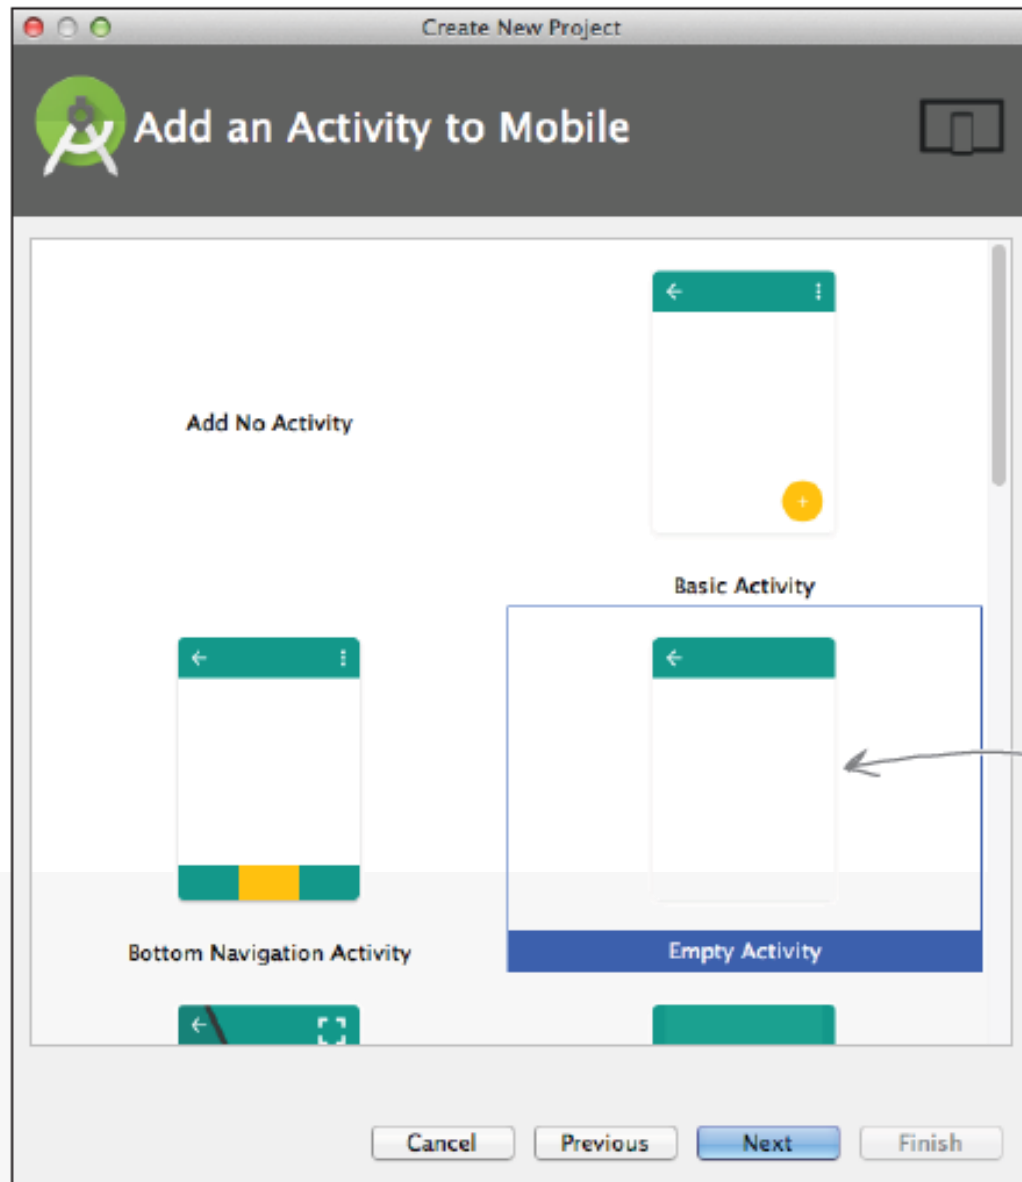 Create New Project
Add an Activity to Mobile
Add No Activity
Basic Activity
Bottom Navigation Activity
Empty Activity
Cancel
Previous
Next
Finish